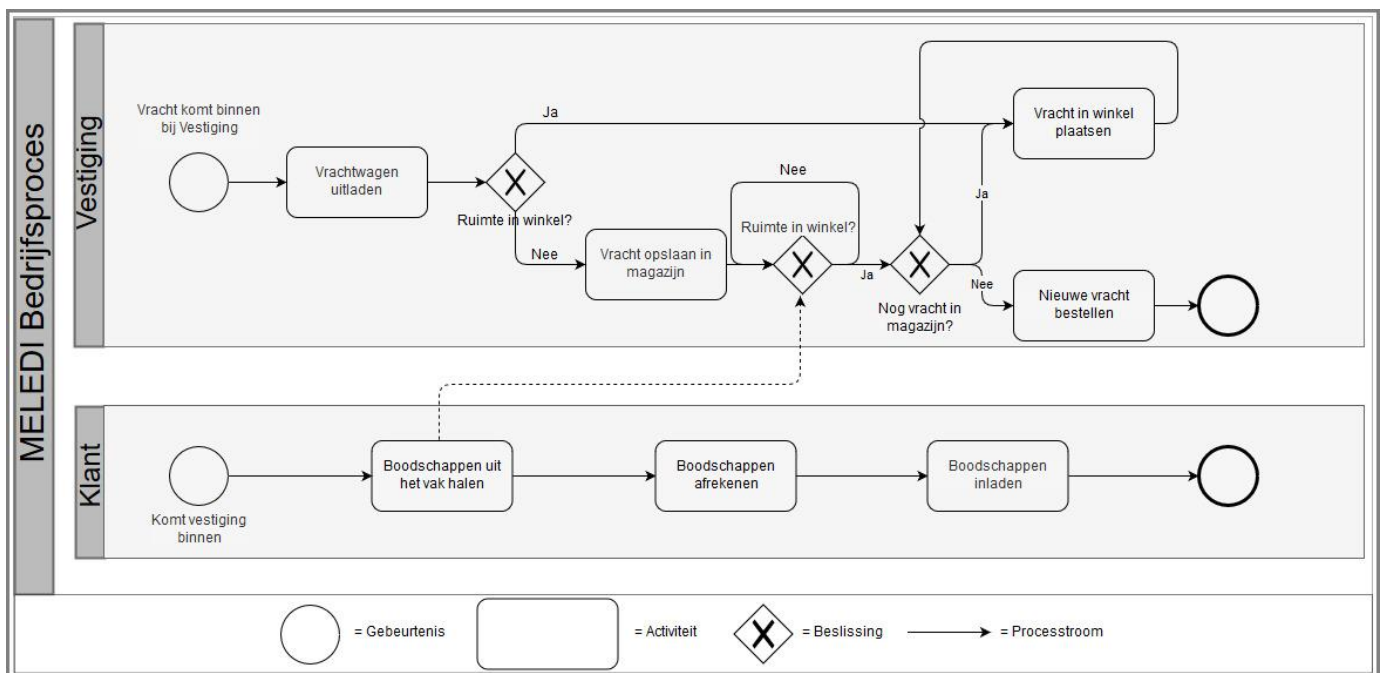 MELEDI Bedrijfsproces
Vestiging
Vracht komt binnen
bij Vestiging
Vrachtwagen
uitladen
Ruimte in winkel?
Ja
Nee
Vracht opslaan in
magazijn
Nee
Ruimte in winkel?
Ja
Nog vracht in
magazijn?
Ja
Nee
Vracht in winkel
plaatsen
Nieuwe vracht
bestellen
Klant
Komt vestiging
binnen
Boodschappen uit
het vak halen
Boodschappen
afrekenen
Boodschappen
inladen
= Gebeurtenis
= Activiteit
= Beslissing
= Processtroom